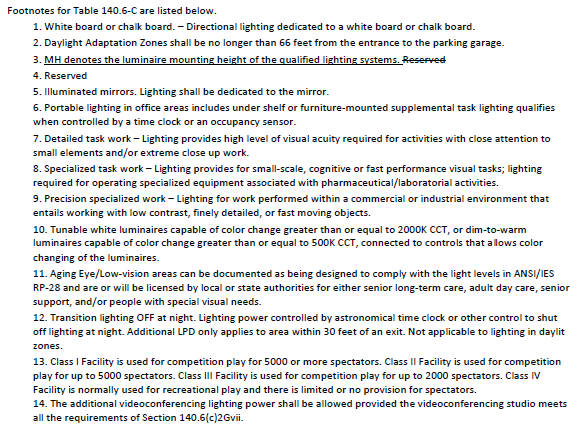 Footnotes for Table 140.6-C are listed below.
1. White board or chalk board. – Directional lighting dedicated to a white board or chalk board.
2. Daylight Adaptation Zones shall be no longer than 66 feet from the entrance to the parking garage.
3. MH denotes the luminaire mounting height of the qualified lighting systems. Reserved
4. Reserved
5. Illuminated mirrors. Lighting shall be dedicated to the mirror.
6. Portable lighting in office areas includes under shelf or furniture-mounted supplemental task lighting qualifies
when controlled by a time clock or an occupancy sensor.
7. Detailed task work – Lighting provides high level of visual acuity required for activities with close attention to
small elements and/or extreme close up work.
8. Specialized task work – Lighting provides for small-scale, cognitive or fast performance visual tasks; lighting
required for operating specialized equipment associated with pharmaceutical/laboratorial activities.
9. Precision specialized work – Lighting for work performed within a commercial or industrial environment that
entails working with low contrast, finely detailed, or fast moving objects.
10. Tunable white luminaires capable of color change greater than or equal to 2000K CCT, or dim-to-warm
luminaires capable of color change greater than or equal to 500K CCT, connected to controls that allows color
changing of the luminaires.
11. Aging Eye/Low-vision areas can be documented as being designed to comply with the light levels in ANSI/IES
RP-28 and are or will be licensed by local or state authorities for either senior long-term care, adult day care, senior
support, and/or people with special visual needs.
12. Transition lighting OFF at night. Lighting power controlled by astronomical time clock or other control to shut
off lighting at night. Additional LPD only applies to area within 30 feet of an exit. Not applicable to lighting in daylit
zones.
13. Class I Facility is used for competition play for 5000 or more spectators. Class II Facility is used for competition
play for up to 5000 spectators. Class III Facility is used for competition play for up to 2000 spectators. Class IV
Facility is normally used for recreational play and there is limited or no provision for spectators.
14. The additional videoconferencing lighting power shall be allowed provided the videoconferencing studio meets
all the requirements of Section 140.6(c)2Gvii.